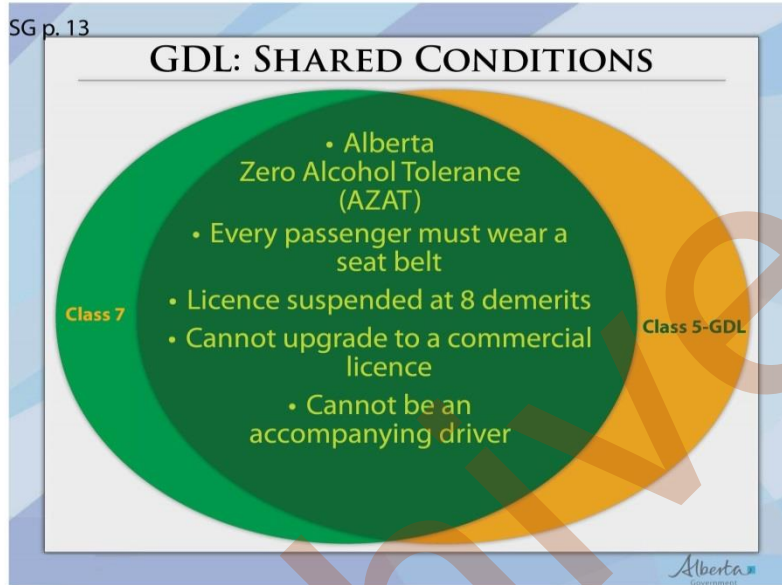 SG p. 13
GDL: SHARED CONDITIONS
• Alberta
Zero Alcohol Tolerance
(AZAT)
• Every passenger must wear a
seat belt
Class 7
• Licence suspended at 8 demerits
Class 5-GDL
• Cannot upgrade to a commercial
licence
• Cannot be an
accompanying driver
Alberta
Government